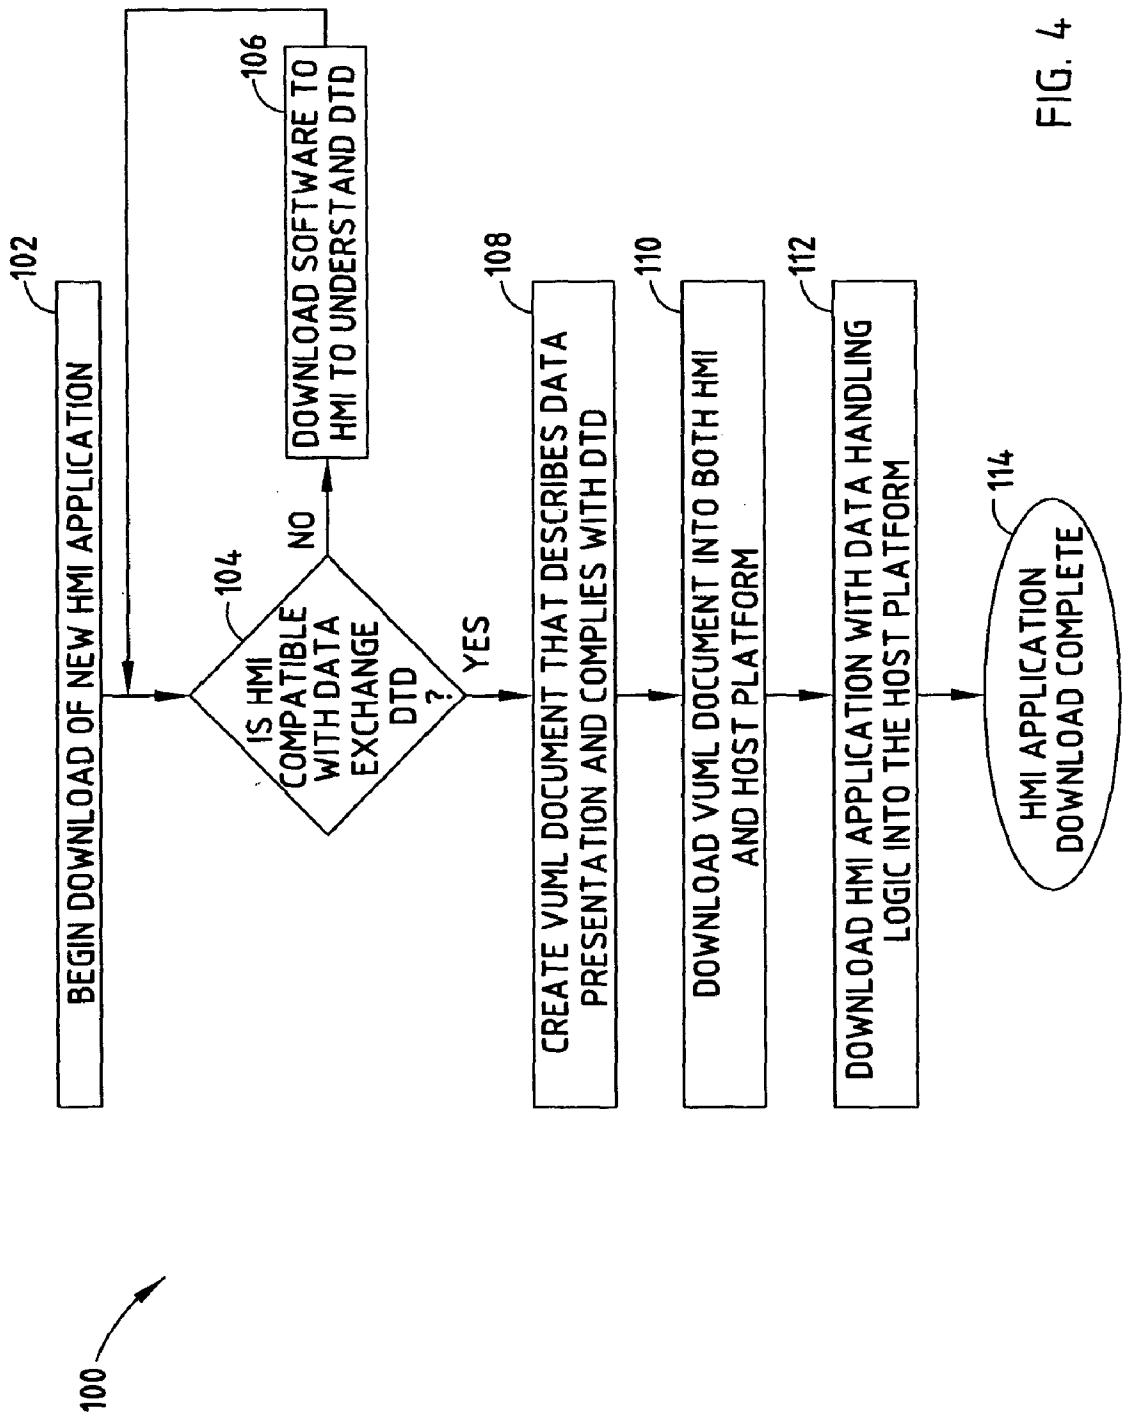 100
102
BEGIN DOWNLOAD OF NEW HMI APPLICATION
104
IS HMI
COMPATIBLE
WITH DATA
EXCHANGE
DTD
?
NO
106
DOWNLOAD SOFTWARE TO
HMI TO UNDERSTAND DTD
YES
108
CREATE VUML DOCUMENT THAT DESCRIBES DATA
PRESENTATION AND COMPLIES WITH DTD
110
DOWNLOAD VUML DOCUMENT INTO BOTH HMI
AND HOST PLATFORM
112
DOWNLOAD HMI APPLICATION WITH DATA HANDLING
LOGIC INTO THE HOST PLATFORM
114
HMI APPLICATION
DOWNLOAD COMPLETE
FIG. 4